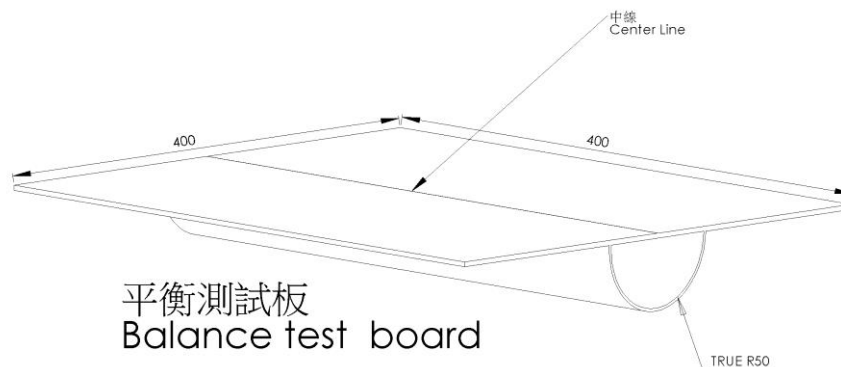 中線
Center Line
400
400
平衡測試板
Balance test board
TRUE R50